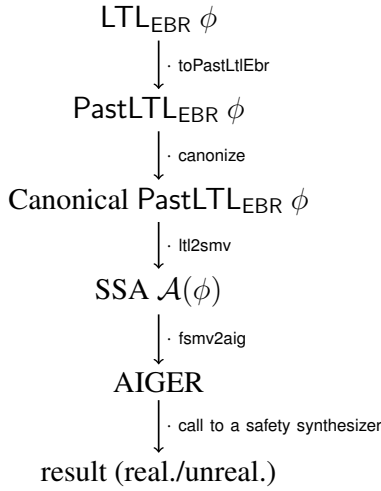 LTL_EBR ϕ
· toPastLtlEbr
PastLTL_EBR ϕ
· canonize
Canonical PastLTL_EBR ϕ
· ltl2smv
SSA 𝒜(ϕ)
· fsmv2aig
AIGER
· call to a safety synthesizer
result (real./unreal.)